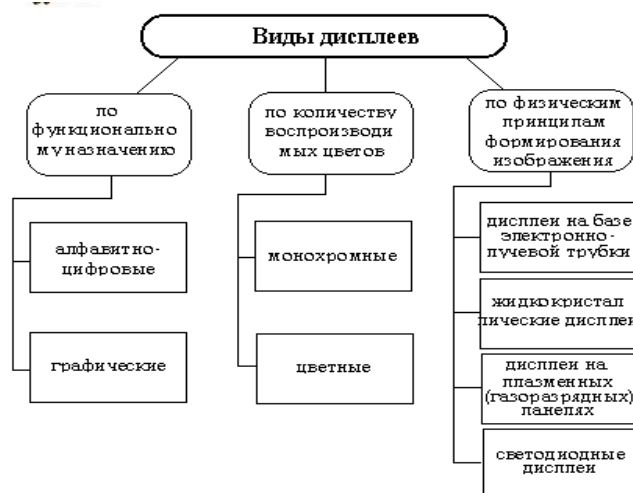 Виды дисплеев
по
функционально
му назначению
алфавитно-
цифровые
графические
по количеству
воспроизводи
мых цветов
монохромные
цветные
по физическим
принципам
формирования
изображения
дисплеи на базе
электронно-
лучевой трубки
жидкокристал
лические дисплеи
дисплеи на
плазменных
(газоразрядных)
панелях
светодиодные
дисплеи